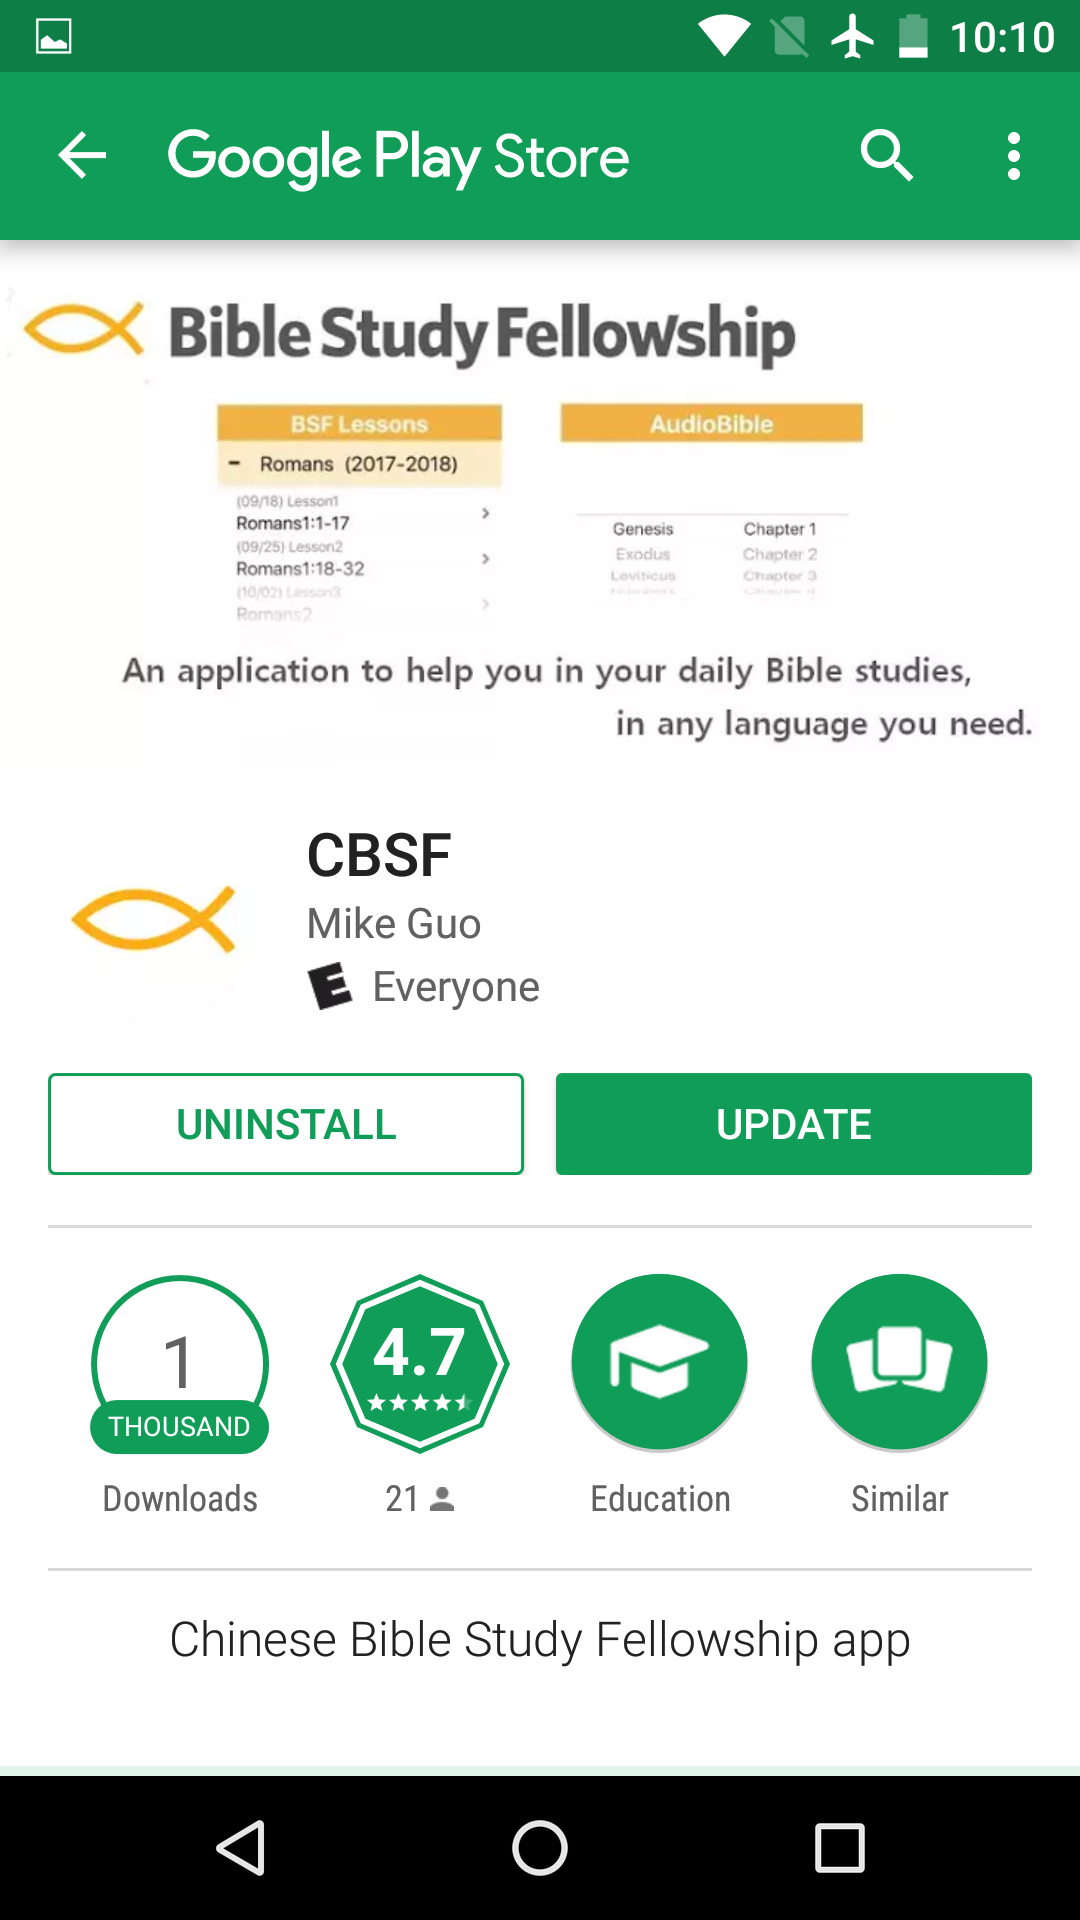 10:10
Google Play Store
Bible Study Fellowship
BSF Lessons
AudioBible
− Romans (2017-2018)
(09/18) Lesson1
Romans1:1-17
(09/25) Lesson2
Romans1:18-32
(10/02) Lesson3
Romans2
Genesis Chapter 1
Exodus Chapter 2
Leviticus Chapter 3
An application to help you in your daily Bible studies,
in any language you need.
CBSF
Mike Guo
E Everyone
UNINSTALL
UPDATE
1
THOUSAND
Downloads
4.7
21
Education
Similar
Chinese Bible Study Fellowship app